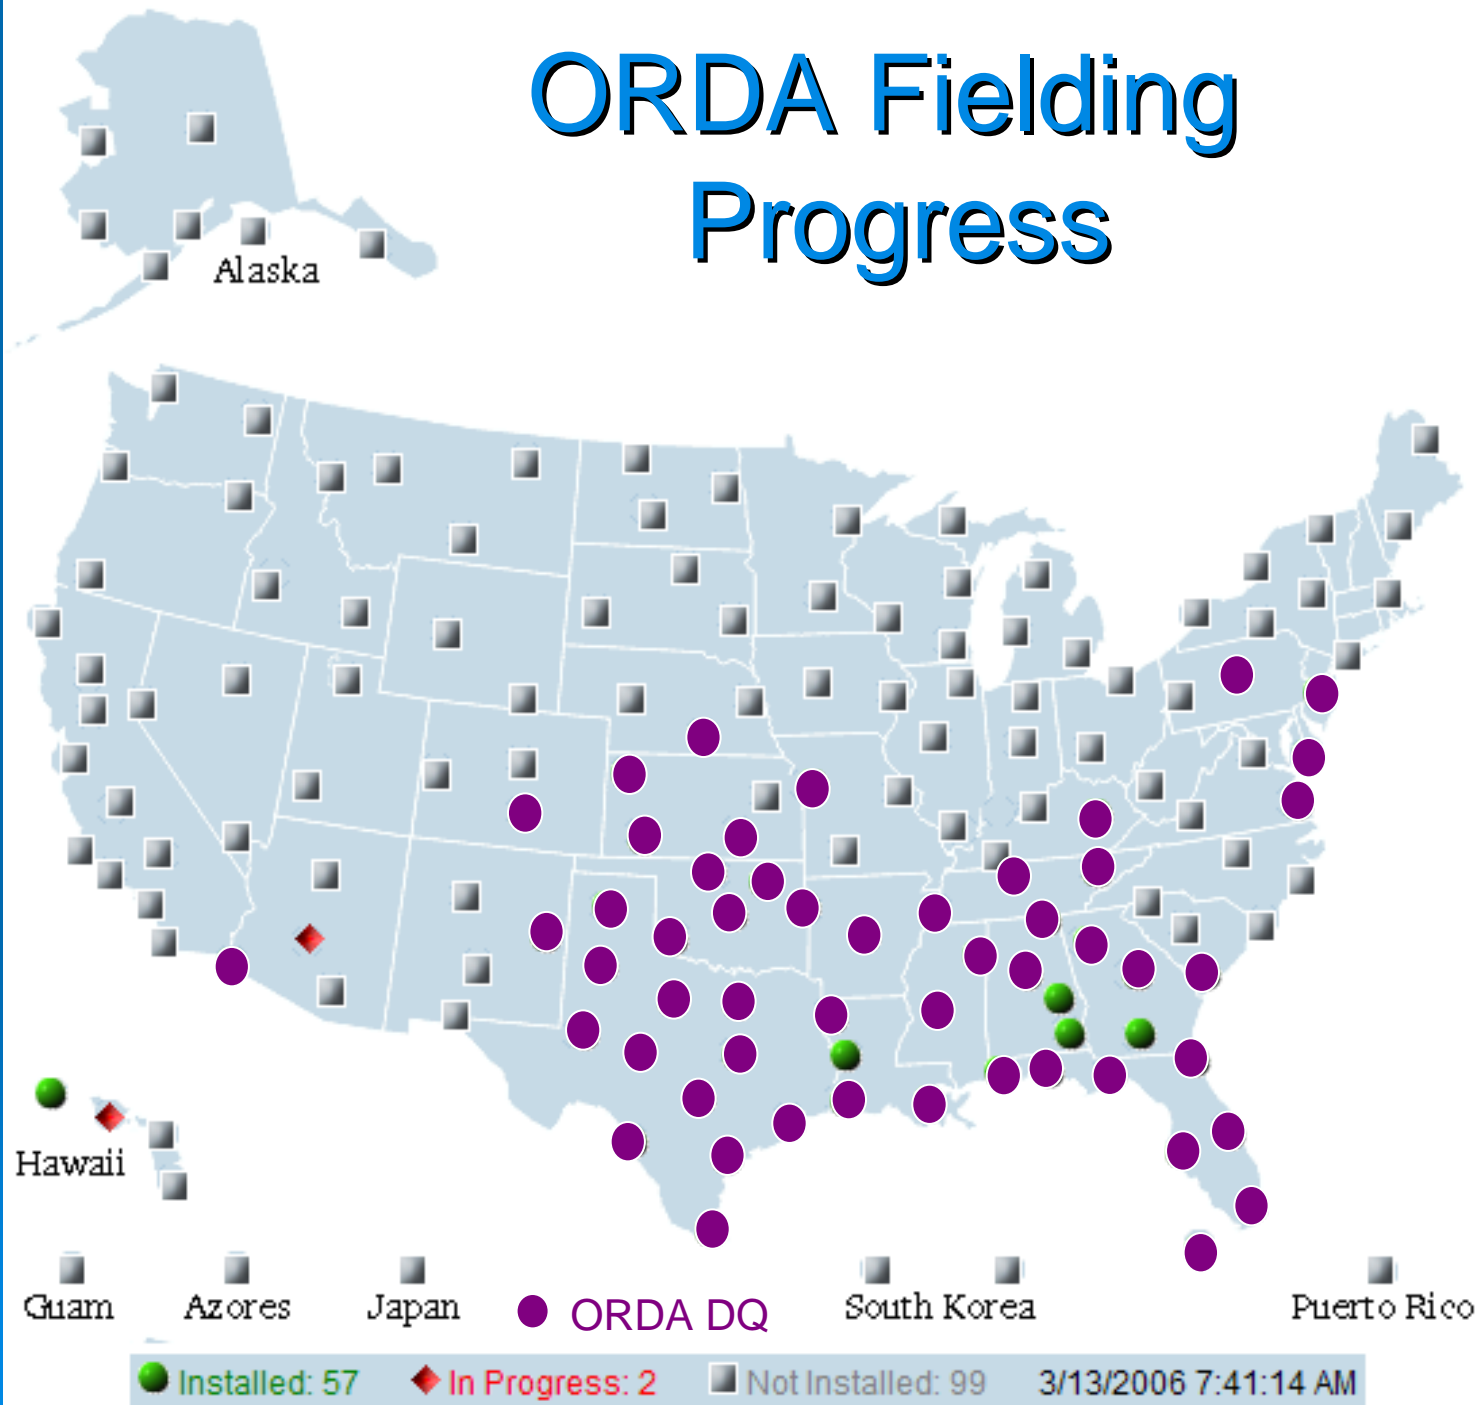 ORDA Fielding
Progress
Alaska
Hawaii
Guam
Azores
Japan
ORDA DQ
South Korea
Puerto Rico
Installed: 57
In Progress: 2
Not Installed: 99
3/13/2006 7:41:14 AM